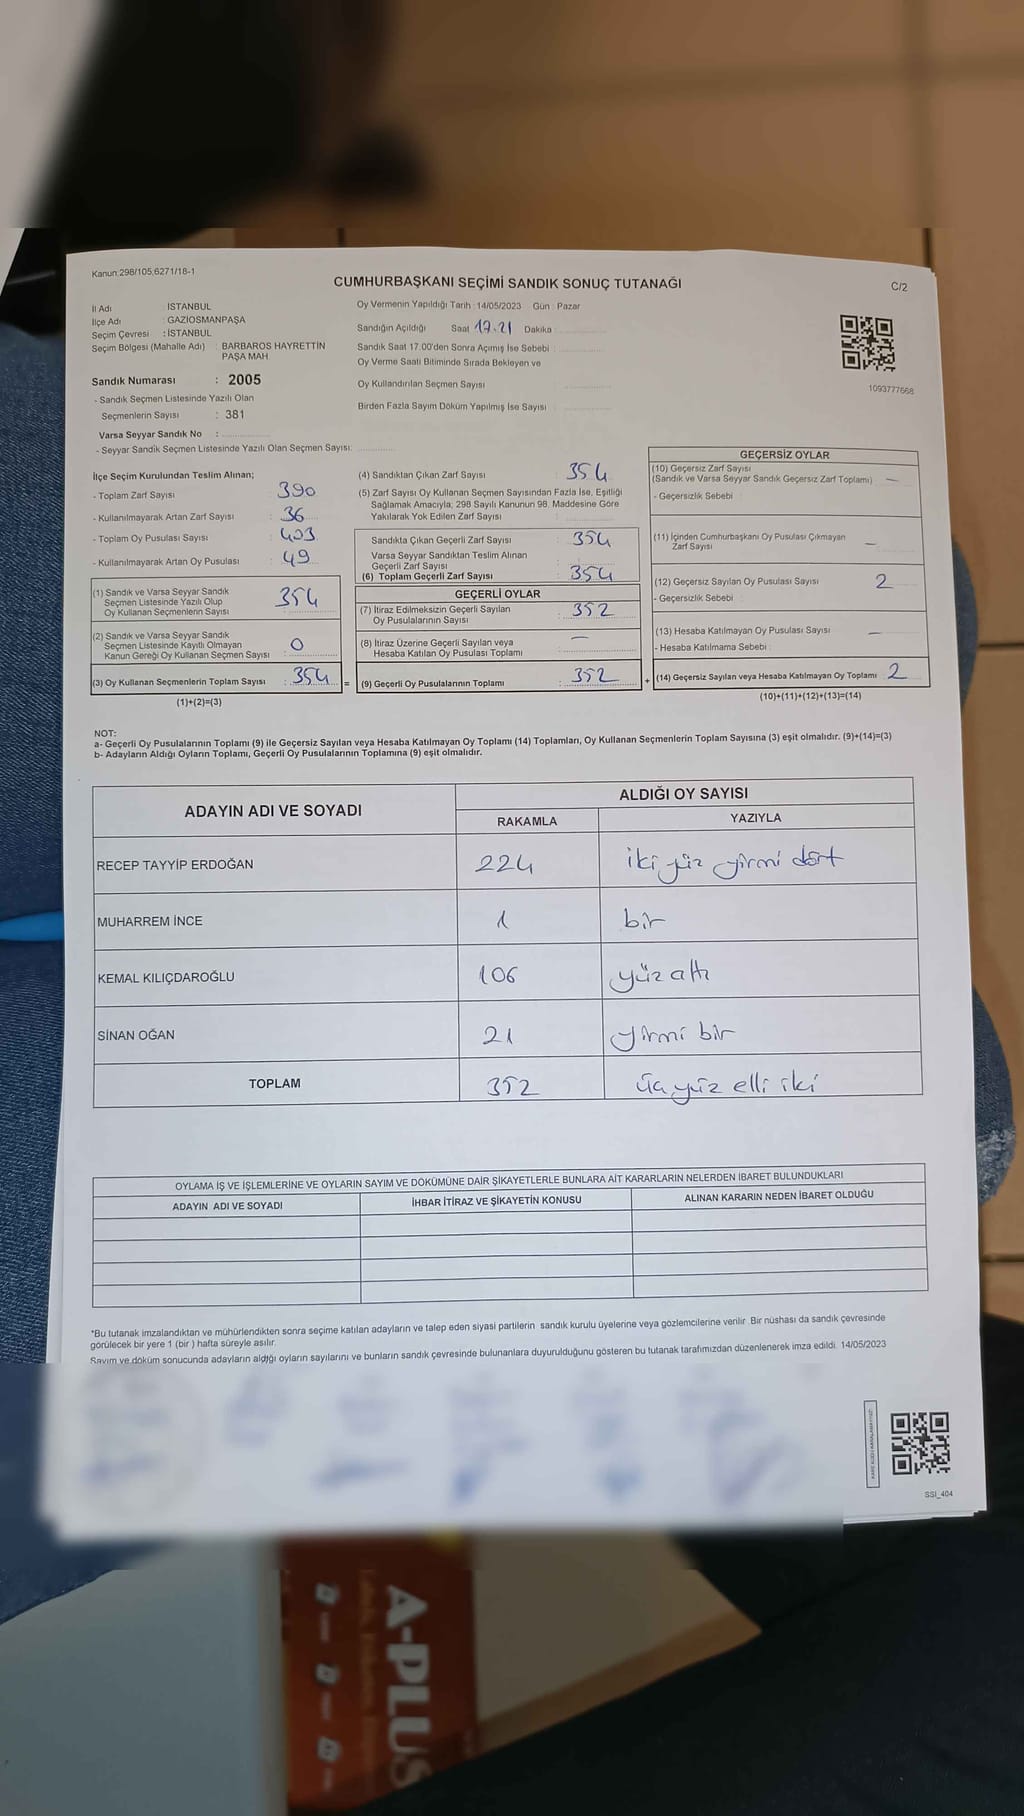 Kanun:298/105,6271/18-1
CUMHURBAŞKANI SEÇİMİ SANDIK SONUÇ TUTANAĞI
C/2
İl Adı : İSTANBUL
İlçe Adı : GAZİOSMANPAŞA
Seçim Çevresi : İSTANBUL
Seçim Bölgesi (Mahalle Adı) : BARBAROS HAYRETTİN
PAŞA MAH
Sandık Numarası : 2005
- Sandık Seçmen Listesinde Yazılı Olan
Seçmenlerin Sayısı : 381
Varsa Seyyar Sandık No :
- Seyyar Sandık Seçmen Listesinde Yazılı Olan Seçmen Sayısı:
Oy Vermenin Yapıldığı Tarih : 14/05/2023 Gün : Pazar
Sandığın Açıldığı Saat 17.21 Dakika :
Sandık Saat 17.00'den Sonra Açımış İse Sebebi :
Oy Verme Saati Bitiminde Sırada Bekleyen ve
Oy Kullandırılan Seçmen Sayısı
Birden Fazla Sayım Döküm Yapılmış İse Sayısı
1093777668
İlçe Seçim Kurulundan Teslim Alınan;
- Toplam Zarf Sayısı : 390
- Kullanılmayarak Artan Zarf Sayısı : 36
- Toplam Oy Pusulası Sayısı : 403
- Kullanılmayarak Artan Oy Pusulası : 49
(1) Sandık ve Varsa Seyyar Sandık
Seçmen Listesinde Yazılı Olup
Oy Kullanan Seçmenlerin Sayısı 354
(2) Sandık ve Varsa Seyyar Sandık
Seçmen Listesinde Kayıtlı Olmayan
Kanun Gereği Oy Kullanan Seçmen Sayısı : 0
(3) Oy Kullanan Seçmenlerin Toplam Sayısı : 354 =
(1)+(2)=(3)
(4) Sandıktan Çıkan Zarf Sayısı : 354
(5) Zarf Sayısı Oy Kullanan Seçmen Sayısından Fazla İse, Eşitliği
Sağlamak Amacıyla; 298 Sayılı Kanunun 98. Maddesine Göre
Yakılarak Yok Edilen Zarf Sayısı
Sandıkta Çıkan Geçerli Zarf Sayısı : 354
Varsa Seyyar Sandıktan Teslim Alınan
Geçerli Zarf Sayısı
(6) Toplam Geçerli Zarf Sayısı : 354
GEÇERLİ OYLAR
(7) İtiraz Edilmeksizin Geçerli Sayılan
Oy Pusulalarının Sayısı : 352
(8) İtiraz Üzerine Geçerli Sayılan veya
Hesaba Katılan Oy Pusulası Toplamı : —
(9) Geçerli Oy Pusulalarının Toplamı : 352 +
GEÇERSİZ OYLAR
(10) Geçersiz Zarf Sayısı
(Sandık ve Varsa Seyyar Sandık Geçersiz Zarf Toplamı) —
- Geçersizlik Sebebi
(11) İçinden Cumhurbaşkanı Oy Pusulası Çıkmayan
Zarf Sayısı —
(12) Geçersiz Sayılan Oy Pusulası Sayısı 2
- Geçersizlik Sebebi
(13) Hesaba Katılmayan Oy Pusulası Sayısı —
- Hesaba Katılmama Sebebi
(14) Geçersiz Sayılan veya Hesaba Katılmayan Oy Toplamı 2
(10)+(11)+(12)+(13)=(14)
NOT:
a- Geçerli Oy Pusulalarının Toplamı (9) ile Geçersiz Sayılan veya Hesaba Katılmayan Oy Toplamı (14) Toplamları, Oy Kullanan Seçmenlerin Toplam Sayısına (3) eşit olmalıdır. (9)+(14)=(3)
b- Adayların Aldığı Oyların Toplamı, Geçerli Oy Pusulalarının Toplamına (9) eşit olmalıdır.
ADAYIN ADI VE SOYADI
ALDIĞI OY SAYISI
RAKAMLA YAZIYLA
RECEP TAYYİP ERDOĞAN 224 iki yüz yirmi dört
MUHARREM İNCE 1 bir
KEMAL KILIÇDAROĞLU 106 yüz altı
SİNAN OĞAN 21 yirmi bir
TOPLAM 352 üç yüz elli iki
OYLAMA İŞ VE İŞLEMLERİNE VE OYLARIN SAYIM VE DÖKÜMÜNE DAİR ŞİKAYETLERLE BUNLARA AİT KARARLARIN NELERDEN İBARET BULUNDUKLARI
ADAYIN ADI VE SOYADI İHBAR İTİRAZ VE ŞİKAYETİN KONUSU ALINAN KARARIN NEDEN İBARET OLDUĞU
*Bu tutanak imzalandıktan ve mühürlendikten sonra seçime katılan adayların ve talep eden siyasi partilerin sandık kurulu üyelerine veya gözlemcilerine verilir. Bir nüshası da sandık çevresinde
görülecek bir yere 1 (bir) hafta süreyle asılır.
Sayım ve döküm sonucunda adayların aldığı oyların sayılarını ve bunların sandık çevresinde bulunanlara duyurulduğunu gösteren bu tutanak tarafımızdan düzenlenerek imza edildi. 14/05/2023
SSI_404
A-PLUS